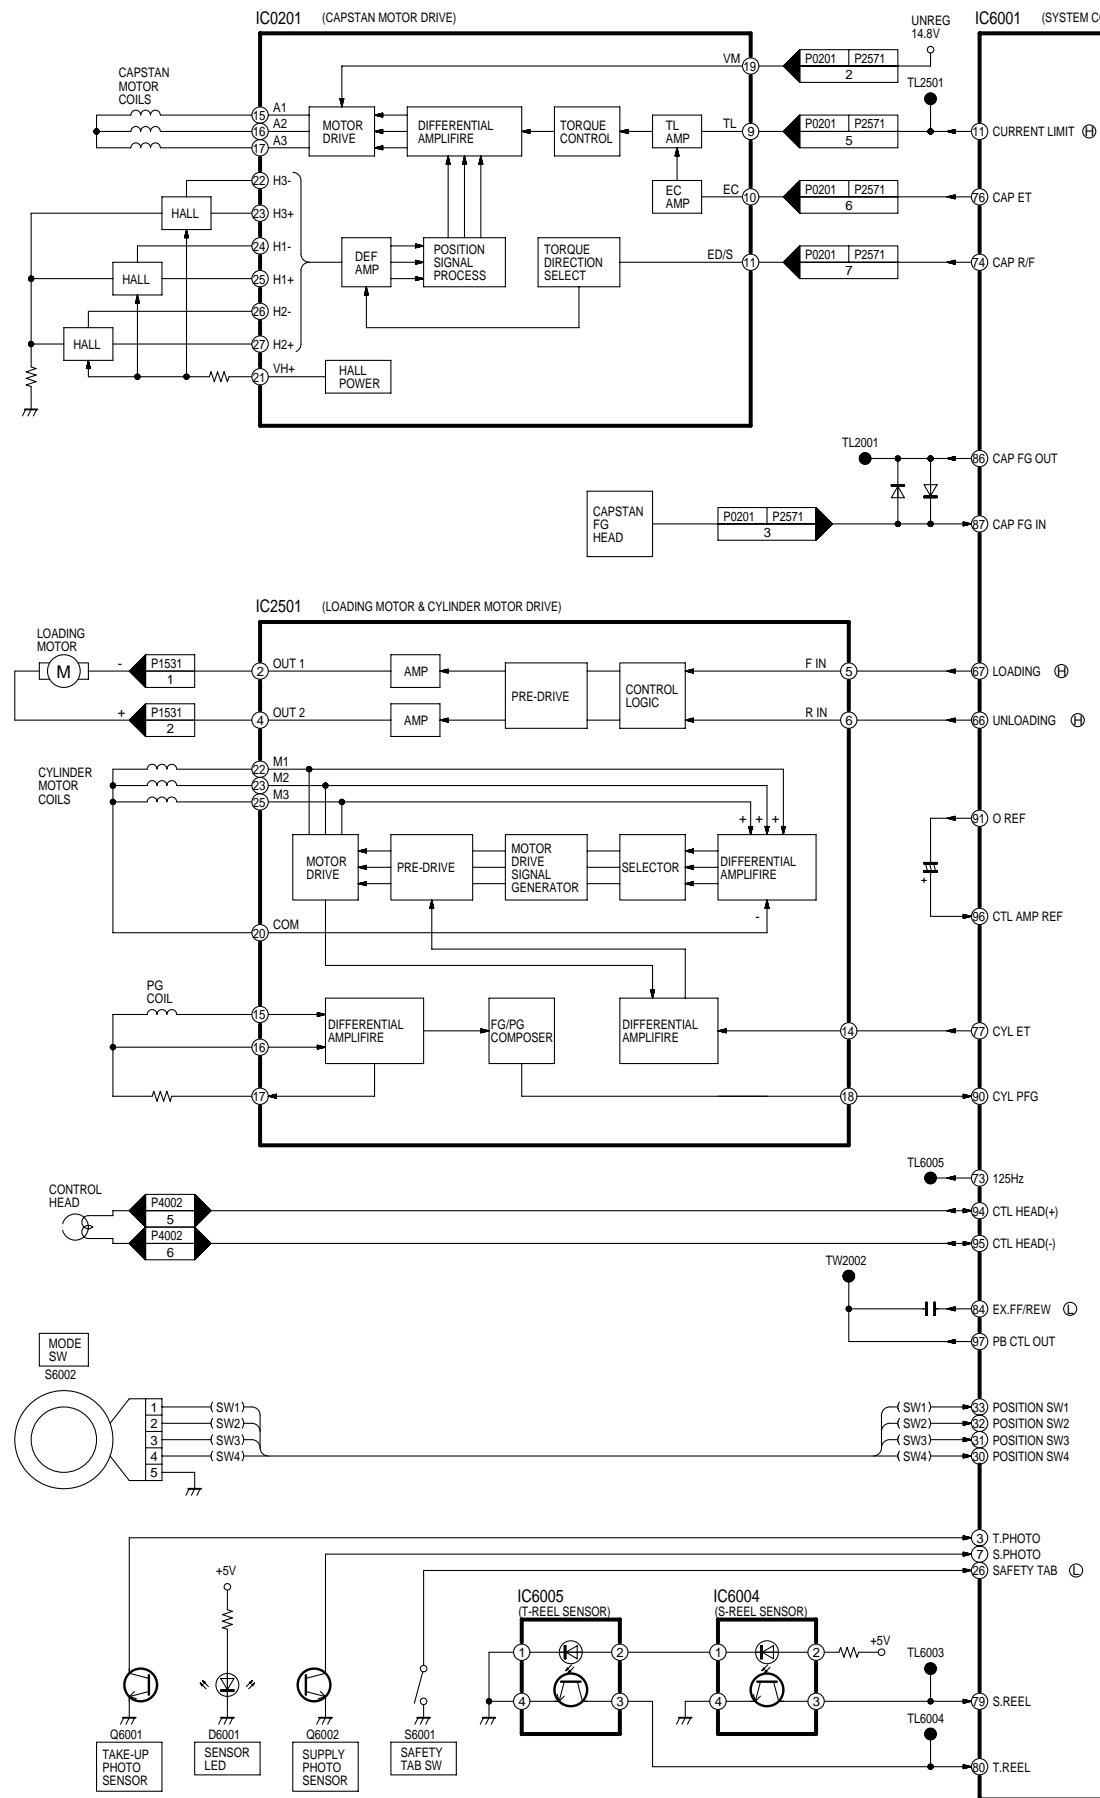 IC0201 (CAPSTAN MOTOR DRIVE)
UNREG
14.8V
IC6001 (SYSTEM C
CAPSTAN
MOTOR
COILS
VM 19
P0201 P2571
2
TL2501
15 A1
16 A2
17 A3
MOTOR
DRIVE
DIFFERENTIAL
AMPLIFIRE
TORQUE
CONTROL
TL
AMP
TL 9
P0201 P2571
5
11 CURRENT LIMIT H
22 H3-
23 H3+
HALL
EC
AMP
EC 10
P0201 P2571
6
76 CAP ET
24 H1-
25 H1+
HALL
DEF
AMP
POSITION
SIGNAL
PROCESS
TORQUE
DIRECTION
SELECT
ED/S 11
P0201 P2571
7
74 CAP R/F
26 H2-
27 H2+
HALL
21 VH+
HALL
POWER
TL2001
86 CAP FG OUT
CAPSTAN
FG
HEAD
P0201 P2571
3
87 CAP FG IN
IC2501 (LOADING MOTOR & CYLINDER MOTOR DRIVE)
LOADING
MOTOR
M
-
P1531
1
2 OUT 1
AMP
PRE-DRIVE
CONTROL
LOGIC
F IN 5
67 LOADING H
+
P1531
2
4 OUT 2
AMP
R IN 6
66 UNLOADING H
CYLINDER
MOTOR
COILS
22 M1
23 M2
25 M3
+ + +
91 O REF
MOTOR
DRIVE
PRE-DRIVE
MOTOR
DRIVE
SIGNAL
GENERATOR
SELECTOR
DIFFERENTIAL
AMPLIFIRE
+
-
20 COM
96 CTL AMP REF
PG
COIL
15
16
17
DIFFERENTIAL
AMPLIFIRE
FG/PG
COMPOSER
DIFFERENTIAL
AMPLIFIRE
14
77 CYL ET
18
90 CYL PFG
TL6005
73 125Hz
CONTROL
HEAD
P4002
5
94 CTL HEAD(+)
P4002
6
95 CTL HEAD(-)
TW2002
84 EX.FF/REW L
97 PB CTL OUT
MODE
SW
S6002
1 (SW1)
2 (SW2)
3 (SW3)
4 (SW4)
5
(SW1) 33 POSITION SW1
(SW2) 32 POSITION SW2
(SW3) 31 POSITION SW3
(SW4) 30 POSITION SW4
3 T.PHOTO
7 S.PHOTO
26 SAFETY TAB L
+5V
IC6005
(T-REEL SENSOR)
IC6004
(S-REEL SENSOR)
1 2 1 2
+5V
TL6003
4 3 4 3
79 S.REEL
TL6004
Q6001
TAKE-UP
PHOTO
SENSOR
D6001
SENSOR
LED
Q6002
SUPPLY
PHOTO
SENSOR
S6001
SAFETY
TAB SW
80 T.REEL